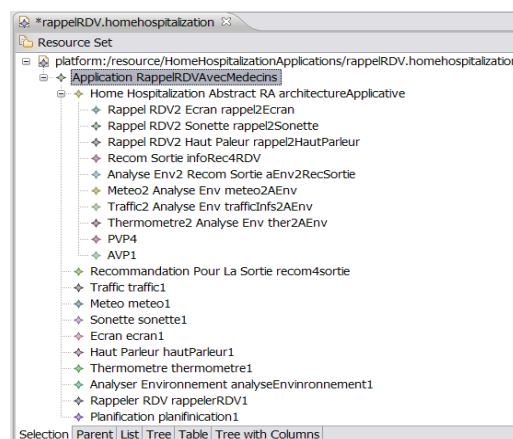 *rappelRDV.homehospitalization
Resource Set
platform:/resource/HomeHospitalizationApplications/rappelRDV.homehospitalization
Application RappelRDVAvecMedecins
Home Hospitalization Abstract RA architectureApplicative
Rappel RDV2 Ecran rappel2Ecran
Rappel RDV2 Sonette rappel2Sonette
Rappel RDV2 Haut Paleur rappel2HautParleur
Recom Sortie infoRec4RDV
Analyse Env2 Recom Sortie aEnv2RecSortie
Meteo2 Analyse Env meteo2AEnv
Traffic2 Analyse Env trafficInfs2AEnv
Thermometre2 Analyse Env ther2AEnv
PVP4
AVP1
Recommandation Pour La Sortie recom4sortie
Traffic traffic1
Meteo meteo1
Sonette sonette1
Ecran ecran1
Haut Parleur hautParleur1
Thermometre thermometre1
Analyser Environnement analyseEnvinronnement1
Rappeler RDV rappelerRDV1
Planification planifinication1
Selection Parent List Tree Table Tree with Columns